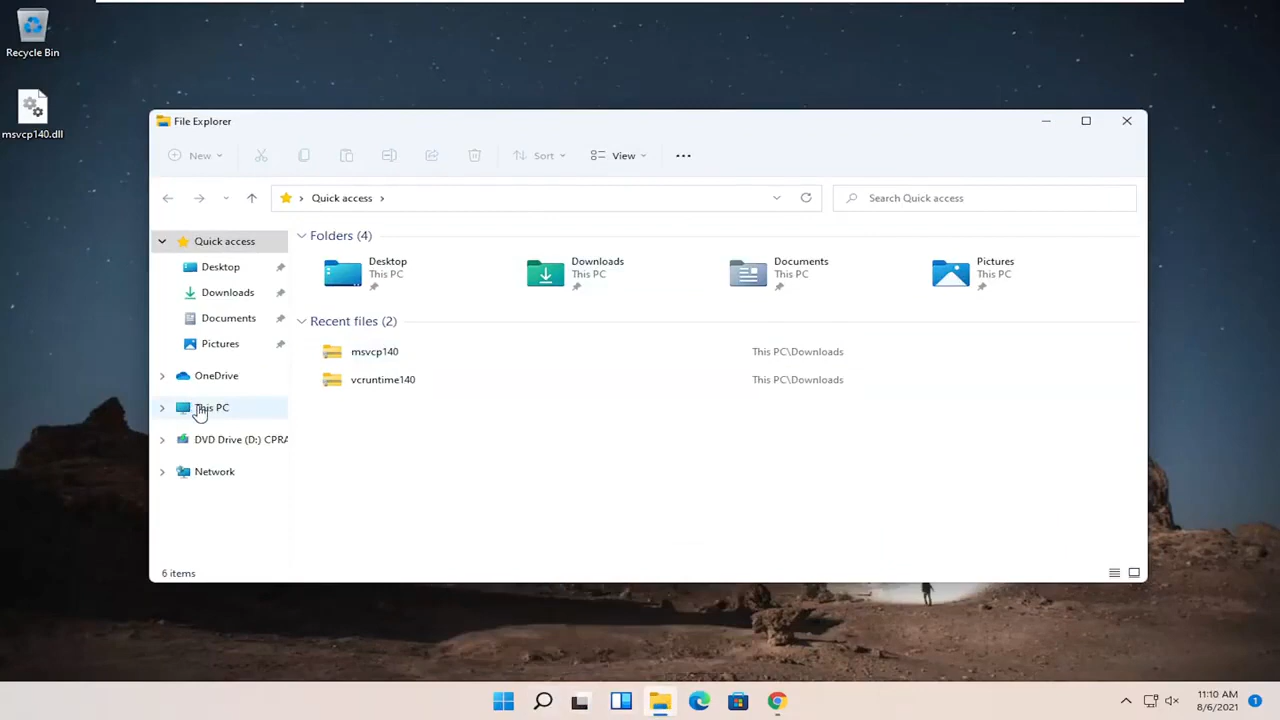 Recycle Bin
msvcp140.dll
File Explorer
New
Sort
View
Quick access
Search Quick access
Quick access
Desktop
Downloads
Documents
Pictures
OneDrive
This PC
DVD Drive (D:) CPRA
Network
Folders (4)
Desktop
This PC
Downloads
This PC
Documents
This PC
Pictures
This PC
Recent files (2)
msvcp140 This PC\Downloads
vcruntime140 This PC\Downloads
6 items
11:10 AM
8/6/2021
1